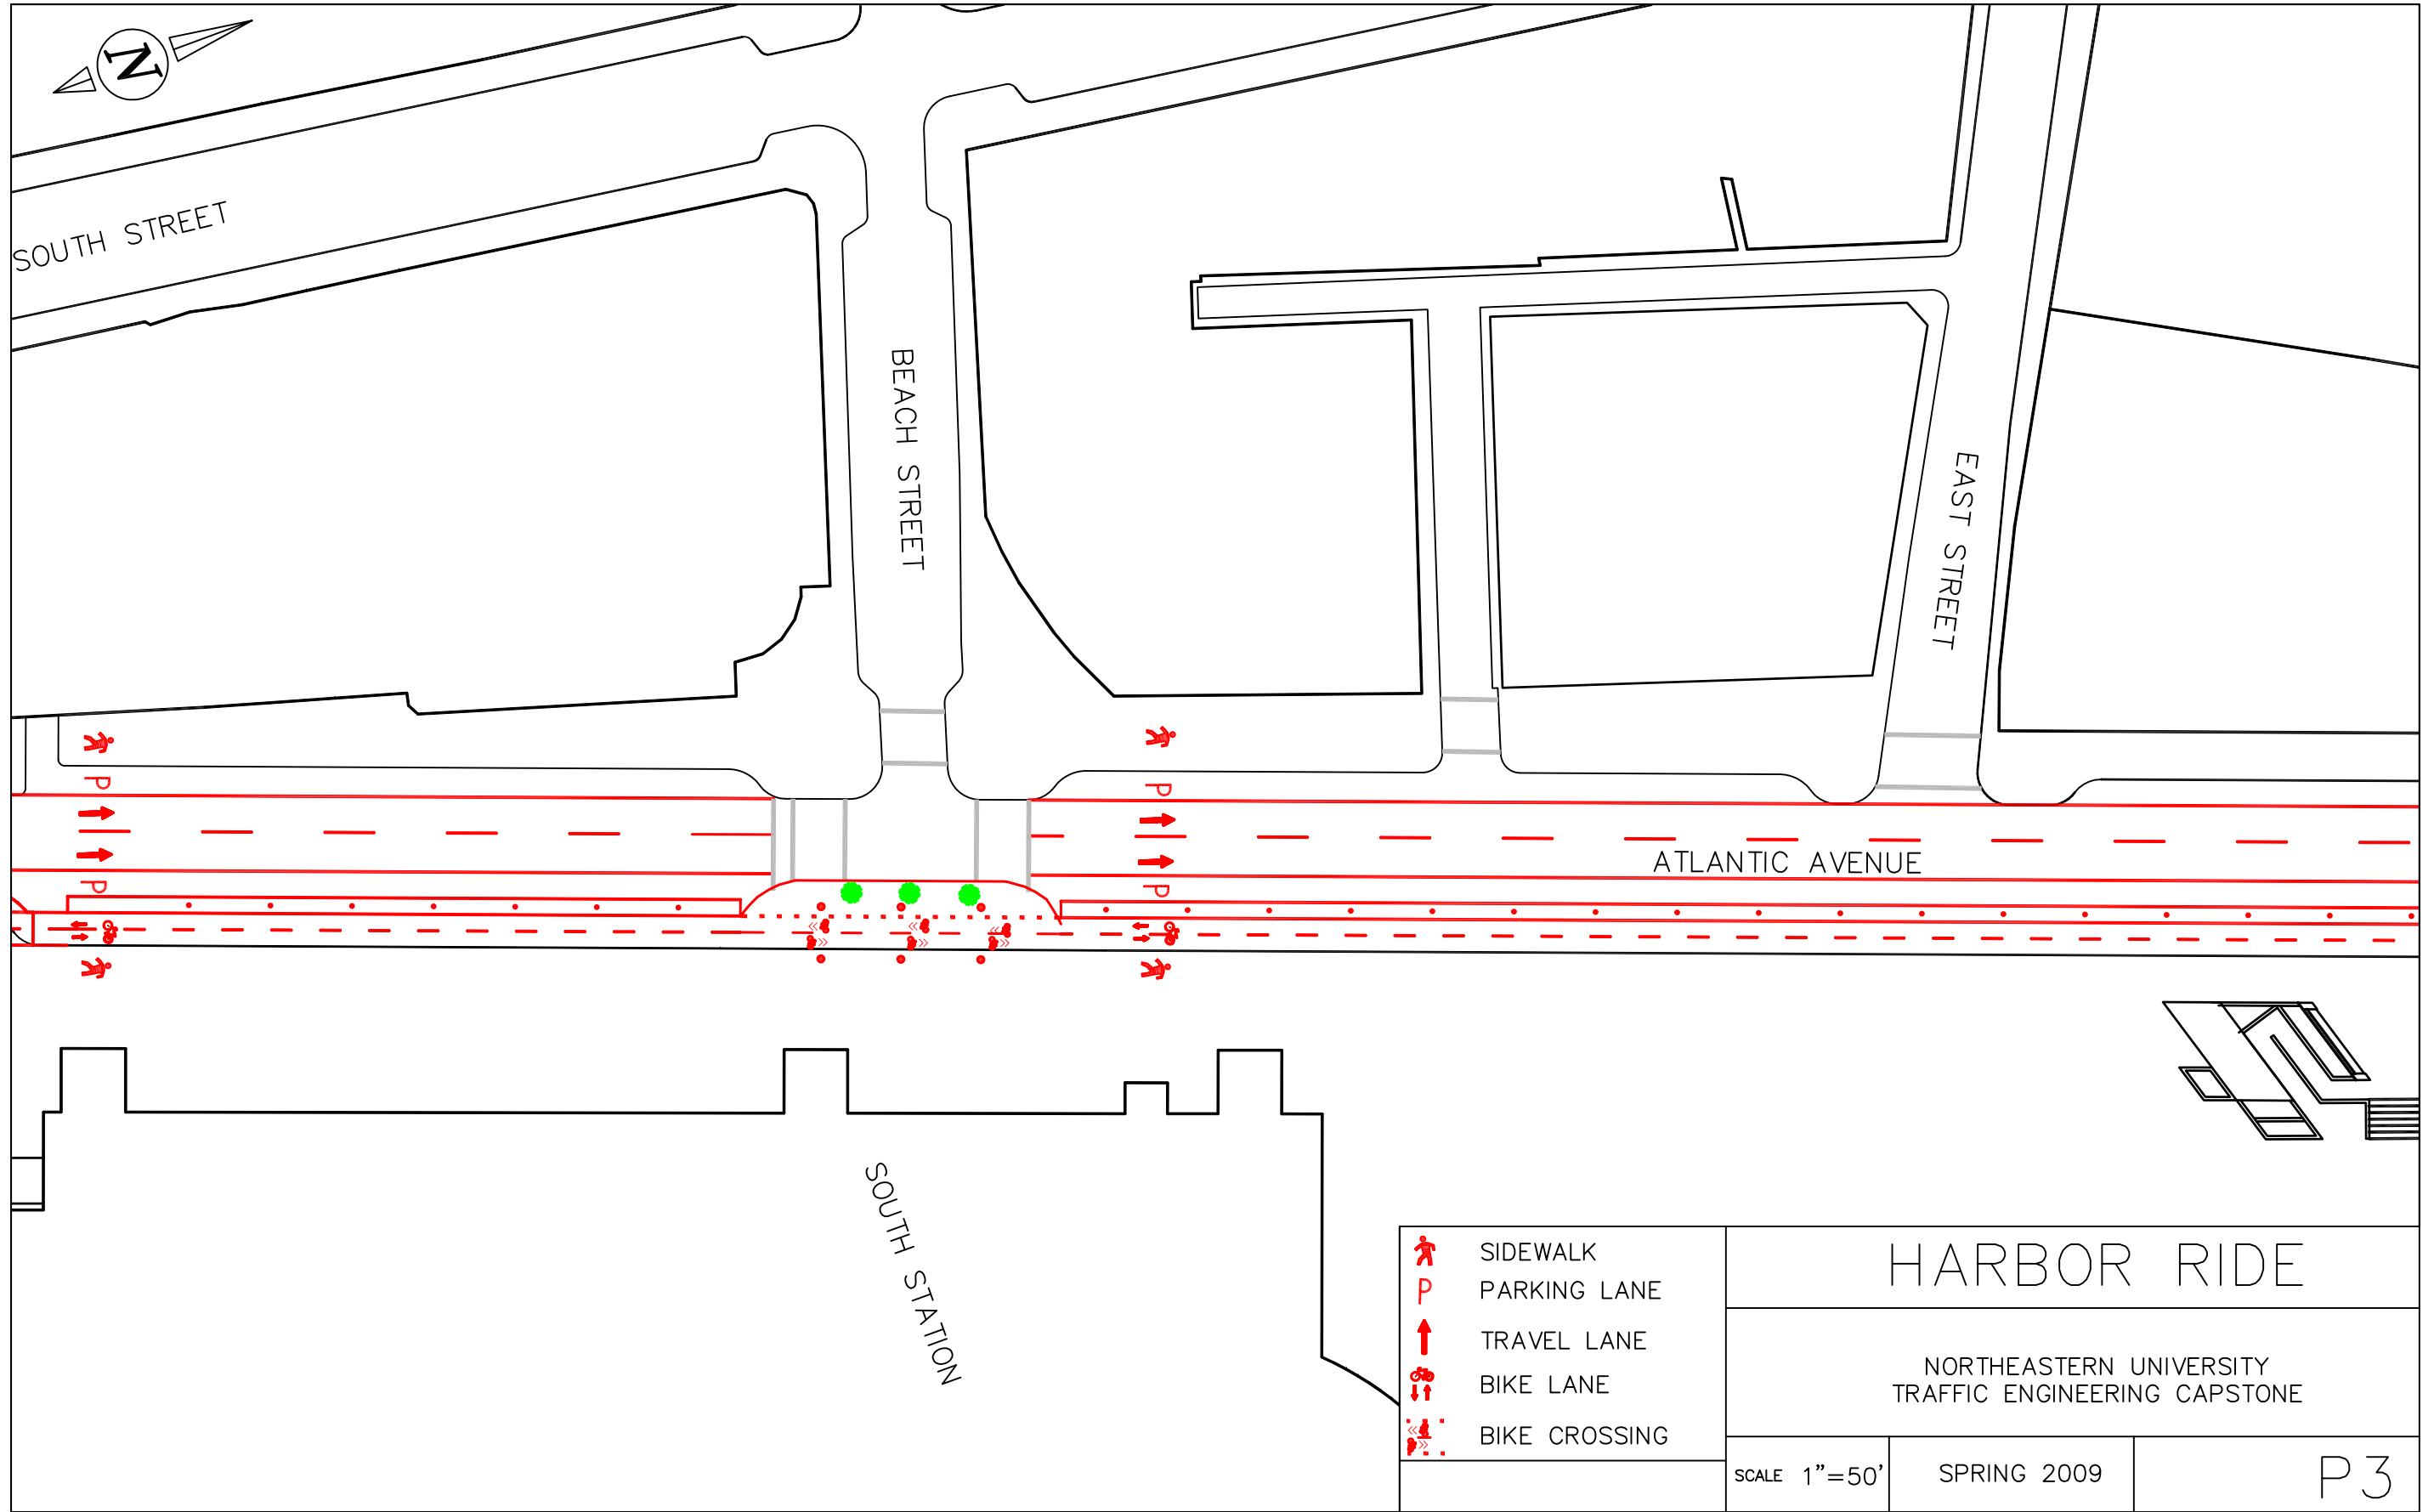 N
SOUTH STREET
BEACH STREET
EAST STREET
P
P
ATLANTIC AVENUE
P
P
SOUTH STATION
SIDEWALK
P PARKING LANE
TRAVEL LANE
BIKE LANE
BIKE CROSSING
HARBOR RIDE
NORTHEASTERN UNIVERSITY
TRAFFIC ENGINEERING CAPSTONE
SCALE 1"=50'
SPRING 2009
P3